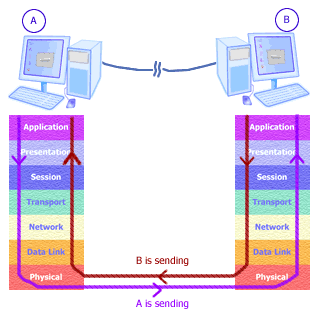 A
B
Application
Presentation
Session
Transport
Network
Data Link
Physical
Application
Presentation
Session
Transport
Network
Data Link
Physical
B is sending
A is sending